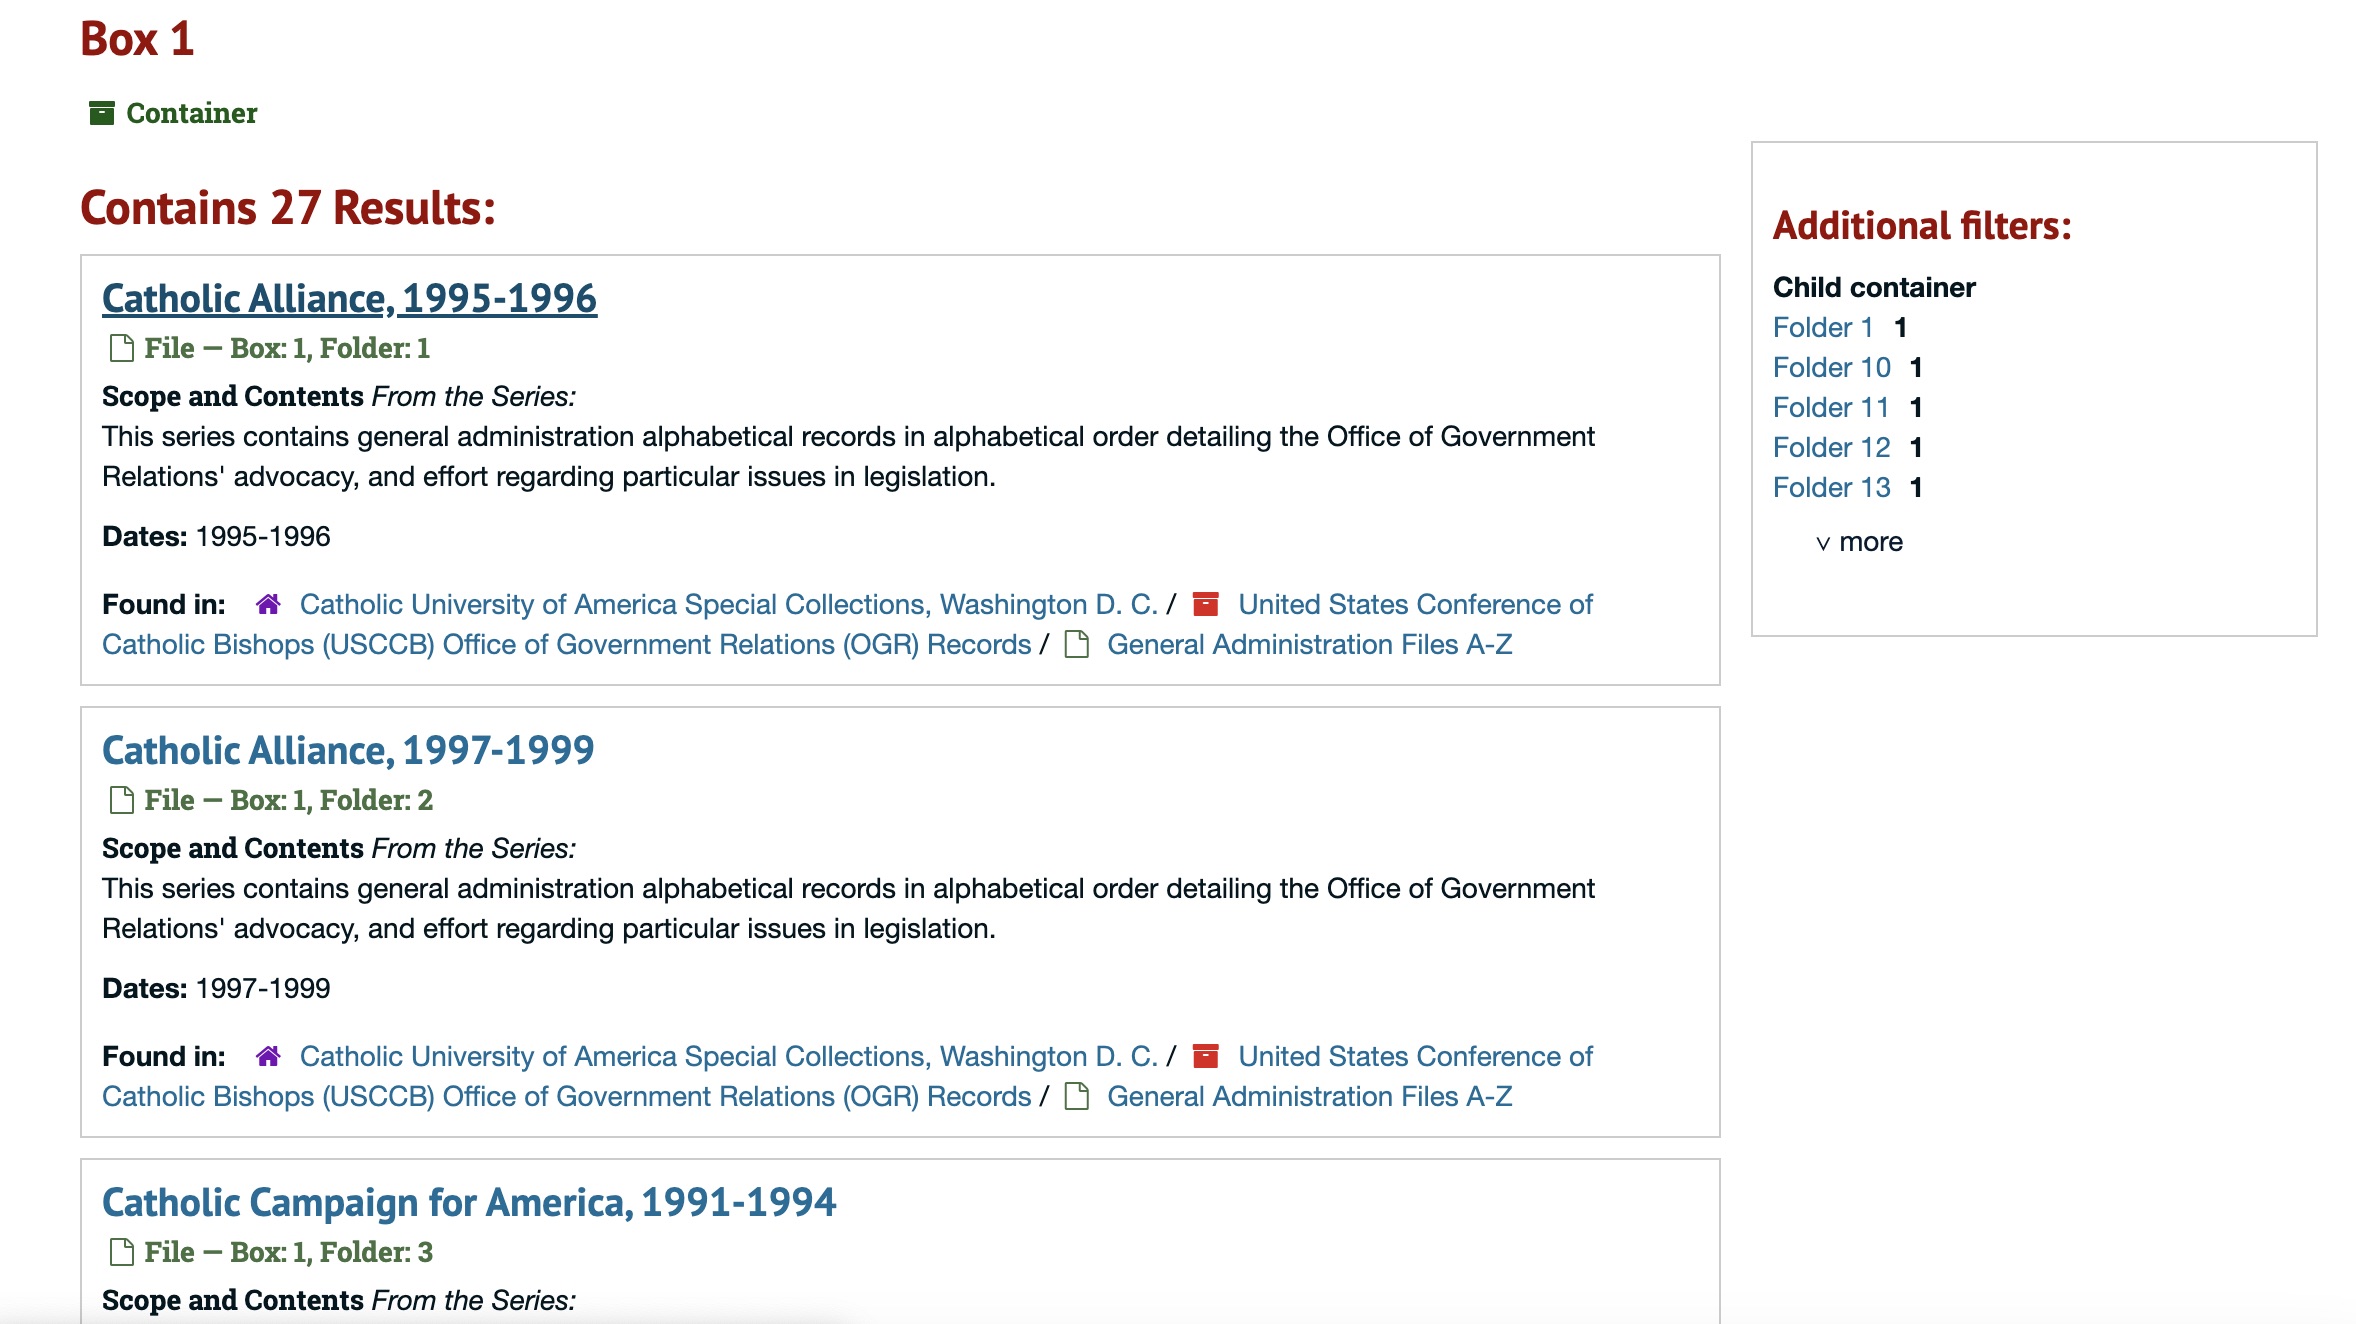 Box 1
Container
Contains 27 Results:
Catholic Alliance, 1995-1996
File — Box: 1, Folder: 1
Scope and Contents From the Series:
This series contains general administration alphabetical records in alphabetical order detailing the Office of Government
Relations' advocacy, and effort regarding particular issues in legislation.
Dates: 1995-1996
Found in: Catholic University of America Special Collections, Washington D. C. / United States Conference of
Catholic Bishops (USCCB) Office of Government Relations (OGR) Records / General Administration Files A-Z
Catholic Alliance, 1997-1999
File — Box: 1, Folder: 2
Scope and Contents From the Series:
This series contains general administration alphabetical records in alphabetical order detailing the Office of Government
Relations' advocacy, and effort regarding particular issues in legislation.
Dates: 1997-1999
Found in: Catholic University of America Special Collections, Washington D. C. / United States Conference of
Catholic Bishops (USCCB) Office of Government Relations (OGR) Records / General Administration Files A-Z
Catholic Campaign for America, 1991-1994
File — Box: 1, Folder: 3
Scope and Contents From the Series:
Additional filters:
Child container
Folder 1 1
Folder 10 1
Folder 11 1
Folder 12 1
Folder 13 1
∨ more